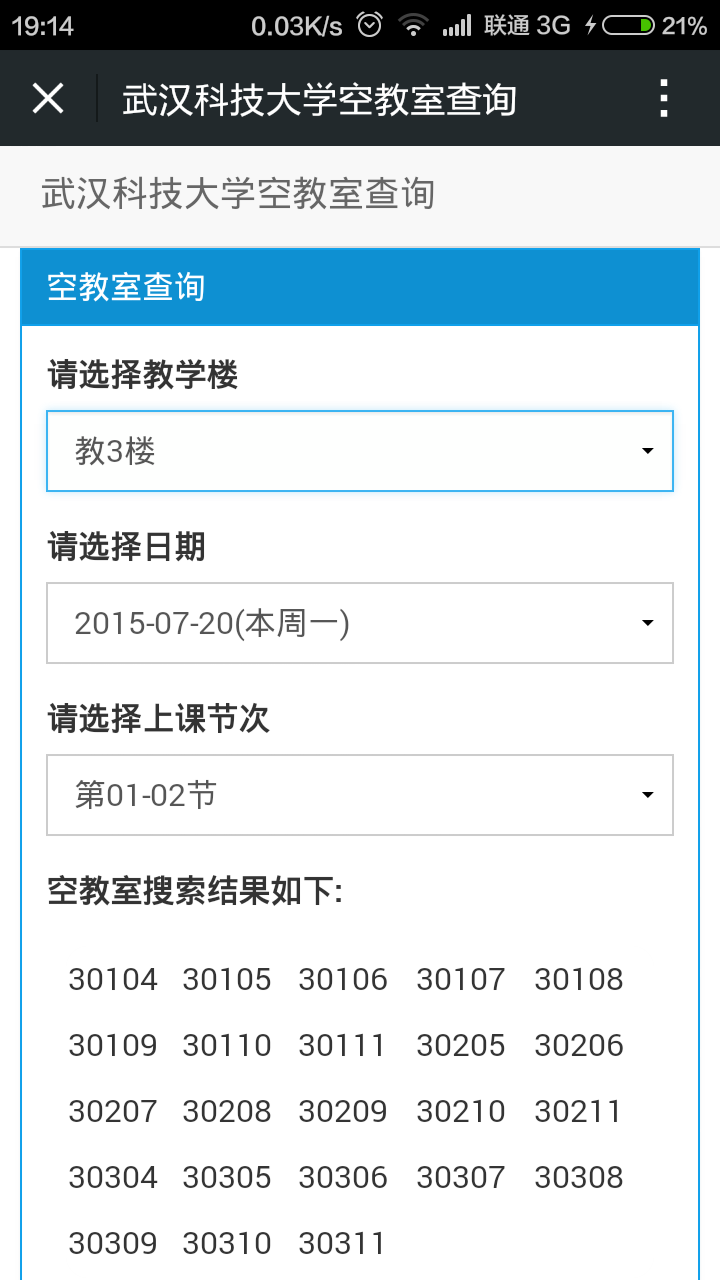 19:14 0.03K/s 联通 3G 21%
武汉科技大学空教室查询
武汉科技大学空教室查询
空教室查询
请选择教学楼
教3楼
请选择日期
2015-07-20(本周一)
请选择上课节次
第01-02节
空教室搜索结果如下:
30104 30105 30106 30107 30108
30109 30110 30111 30205 30206
30207 30208 30209 30210 30211
30304 30305 30306 30307 30308
30309 30310 30311